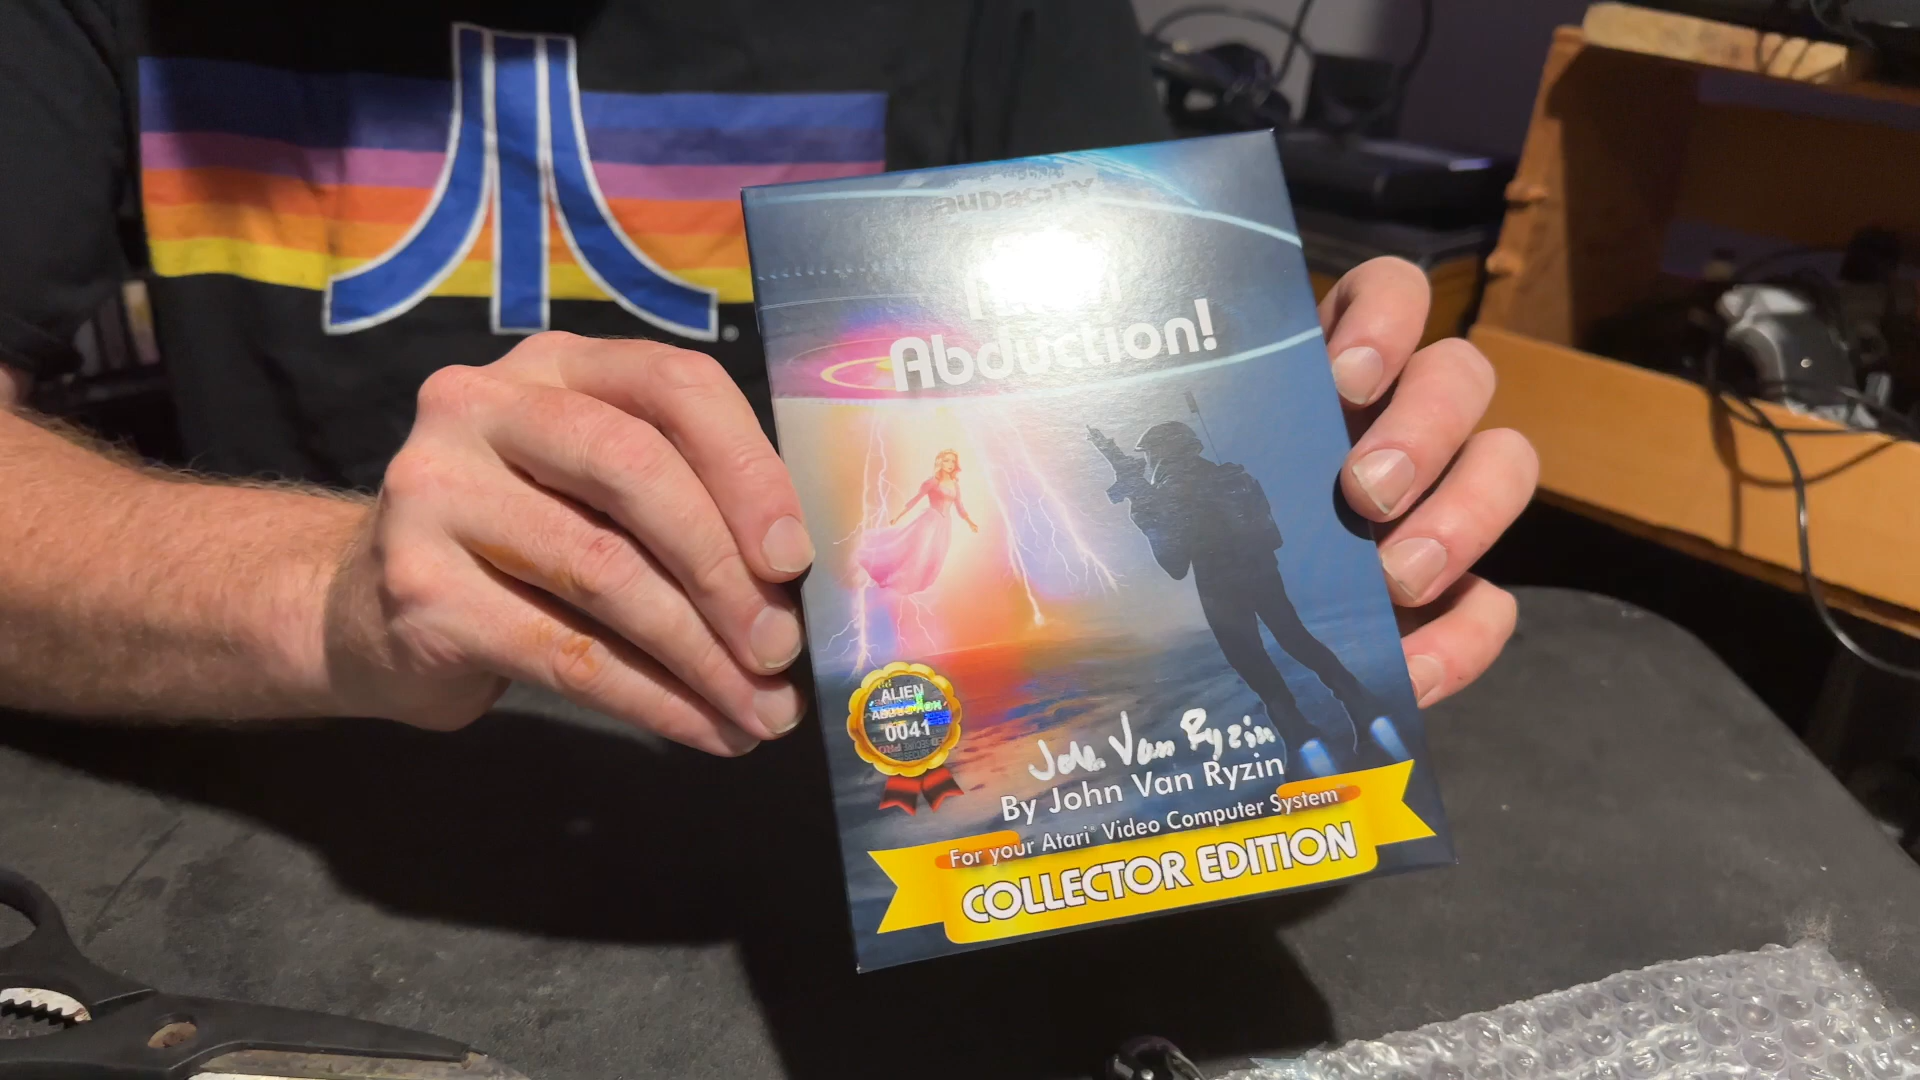 AUDACITY
Abduction!
ALIEN
ABDUCTION
0041
John Van Ryzin
By John Van Ryzin
For your Atari® Video Computer System
COLLECTOR EDITION